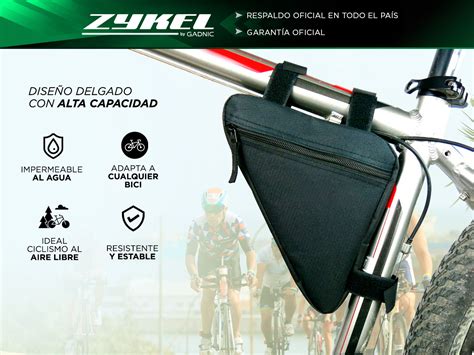 ZYKEL
by GADNIC
> RESPALDO OFICIAL EN TODO EL PAÍS
> GARANTÍA OFICIAL
DISEÑO DELGADO
CON ALTA CAPACIDAD
IMPERMEABLE
AL AGUA
ADAPTA A
CUALQUIER
BICI
IDEAL
CICLISMO AL
AIRE LIBRE
RESISTENTE
Y ESTABLE